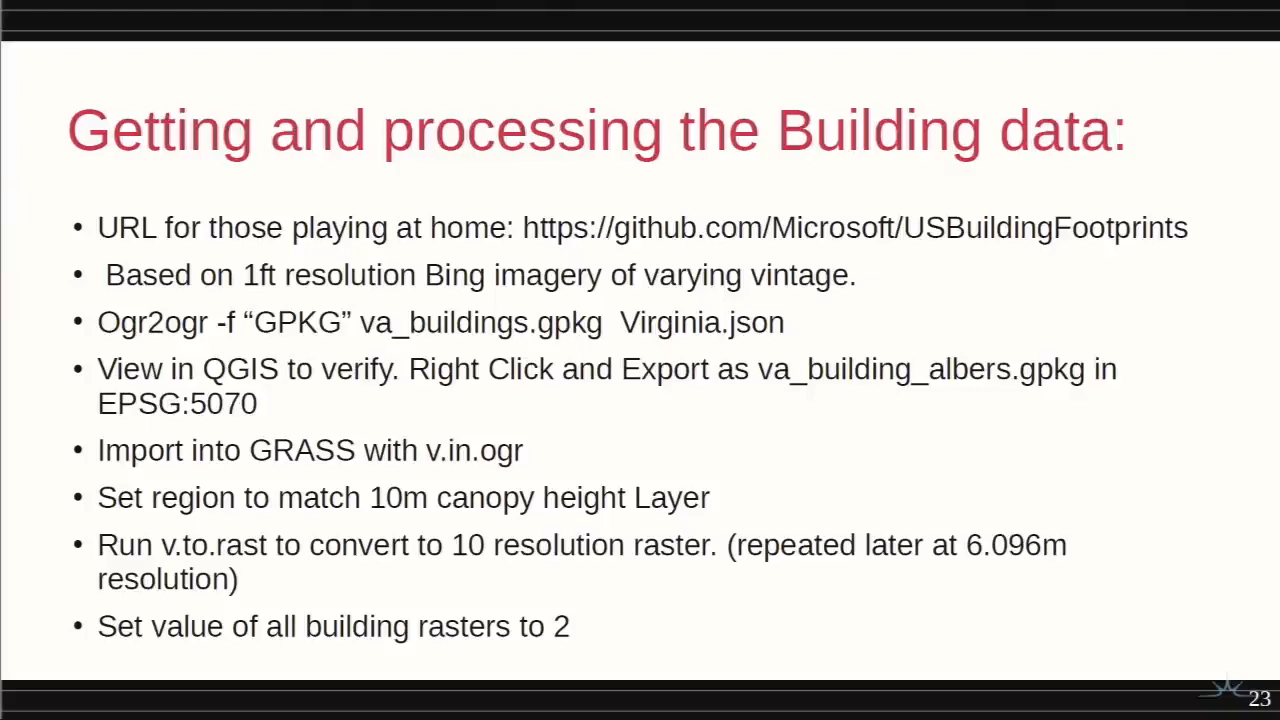 Getting and processing the Building data:
• URL for those playing at home: https://github.com/Microsoft/USBuildingFootprints
• Based on 1ft resolution Bing imagery of varying vintage.
• Ogr2ogr -f “GPKG” va_buildings.gpkg Virginia.json
• View in QGIS to verify. Right Click and Export as va_building_albers.gpkg in
EPSG:5070
• Import into GRASS with v.in.ogr
• Set region to match 10m canopy height Layer
• Run v.to.rast to convert to 10 resolution raster. (repeated later at 6.096m
resolution)
• Set value of all building rasters to 2
23